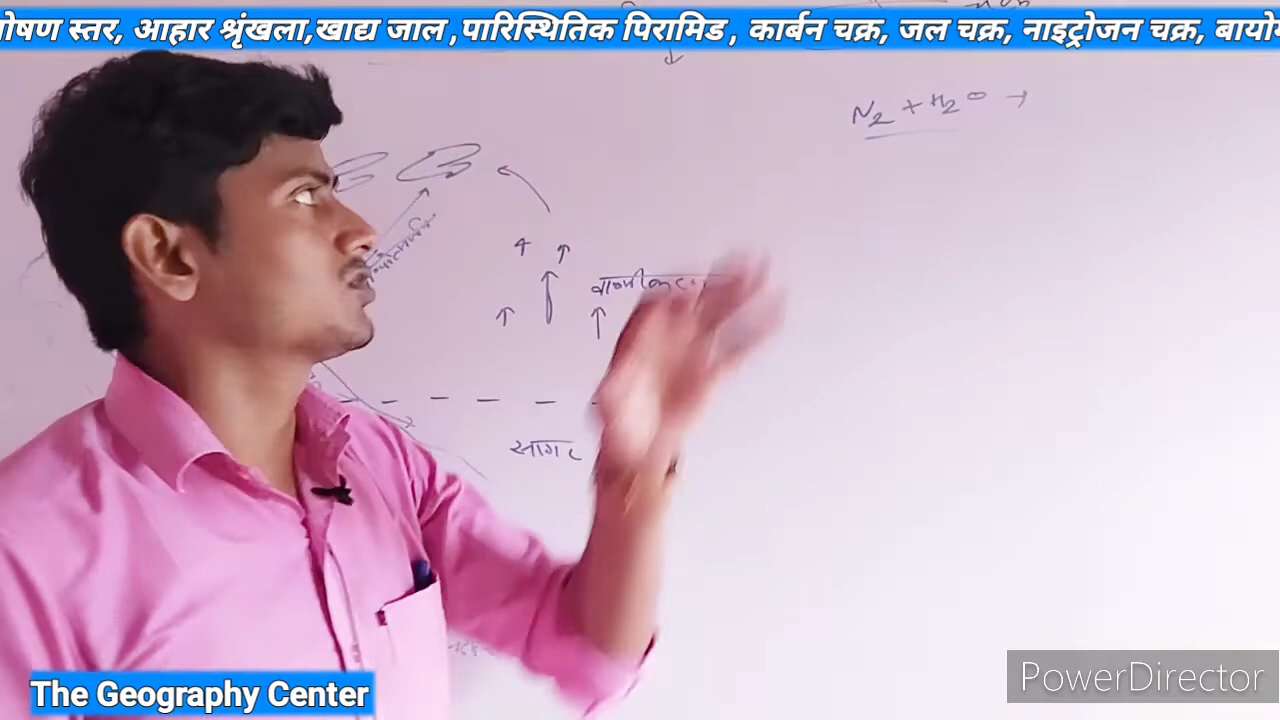 पोषण स्तर, आहार श्रृंखला,खाद्य जाल ,पारिस्थितिक पिरामिड , कार्बन चक्र, जल चक्र, नाइट्रोजन चक्र, बायो
N₂ + H₂O →
सागर
The Geography Center
PowerDirector